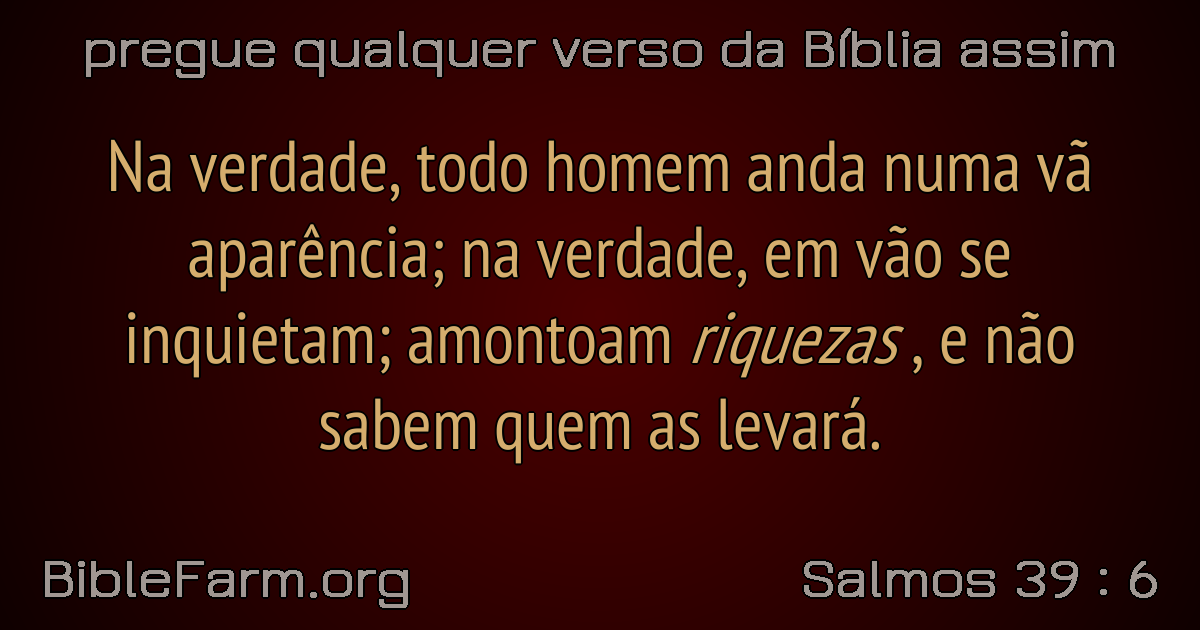 pregue qualquer verso da Bíblia assim
Na verdade, todo homem anda numa vã
aparência; na verdade, em vão se
inquietam; amontoam riquezas , e não
sabem quem as levará.
BibleFarm.org
Salmos 39 : 6